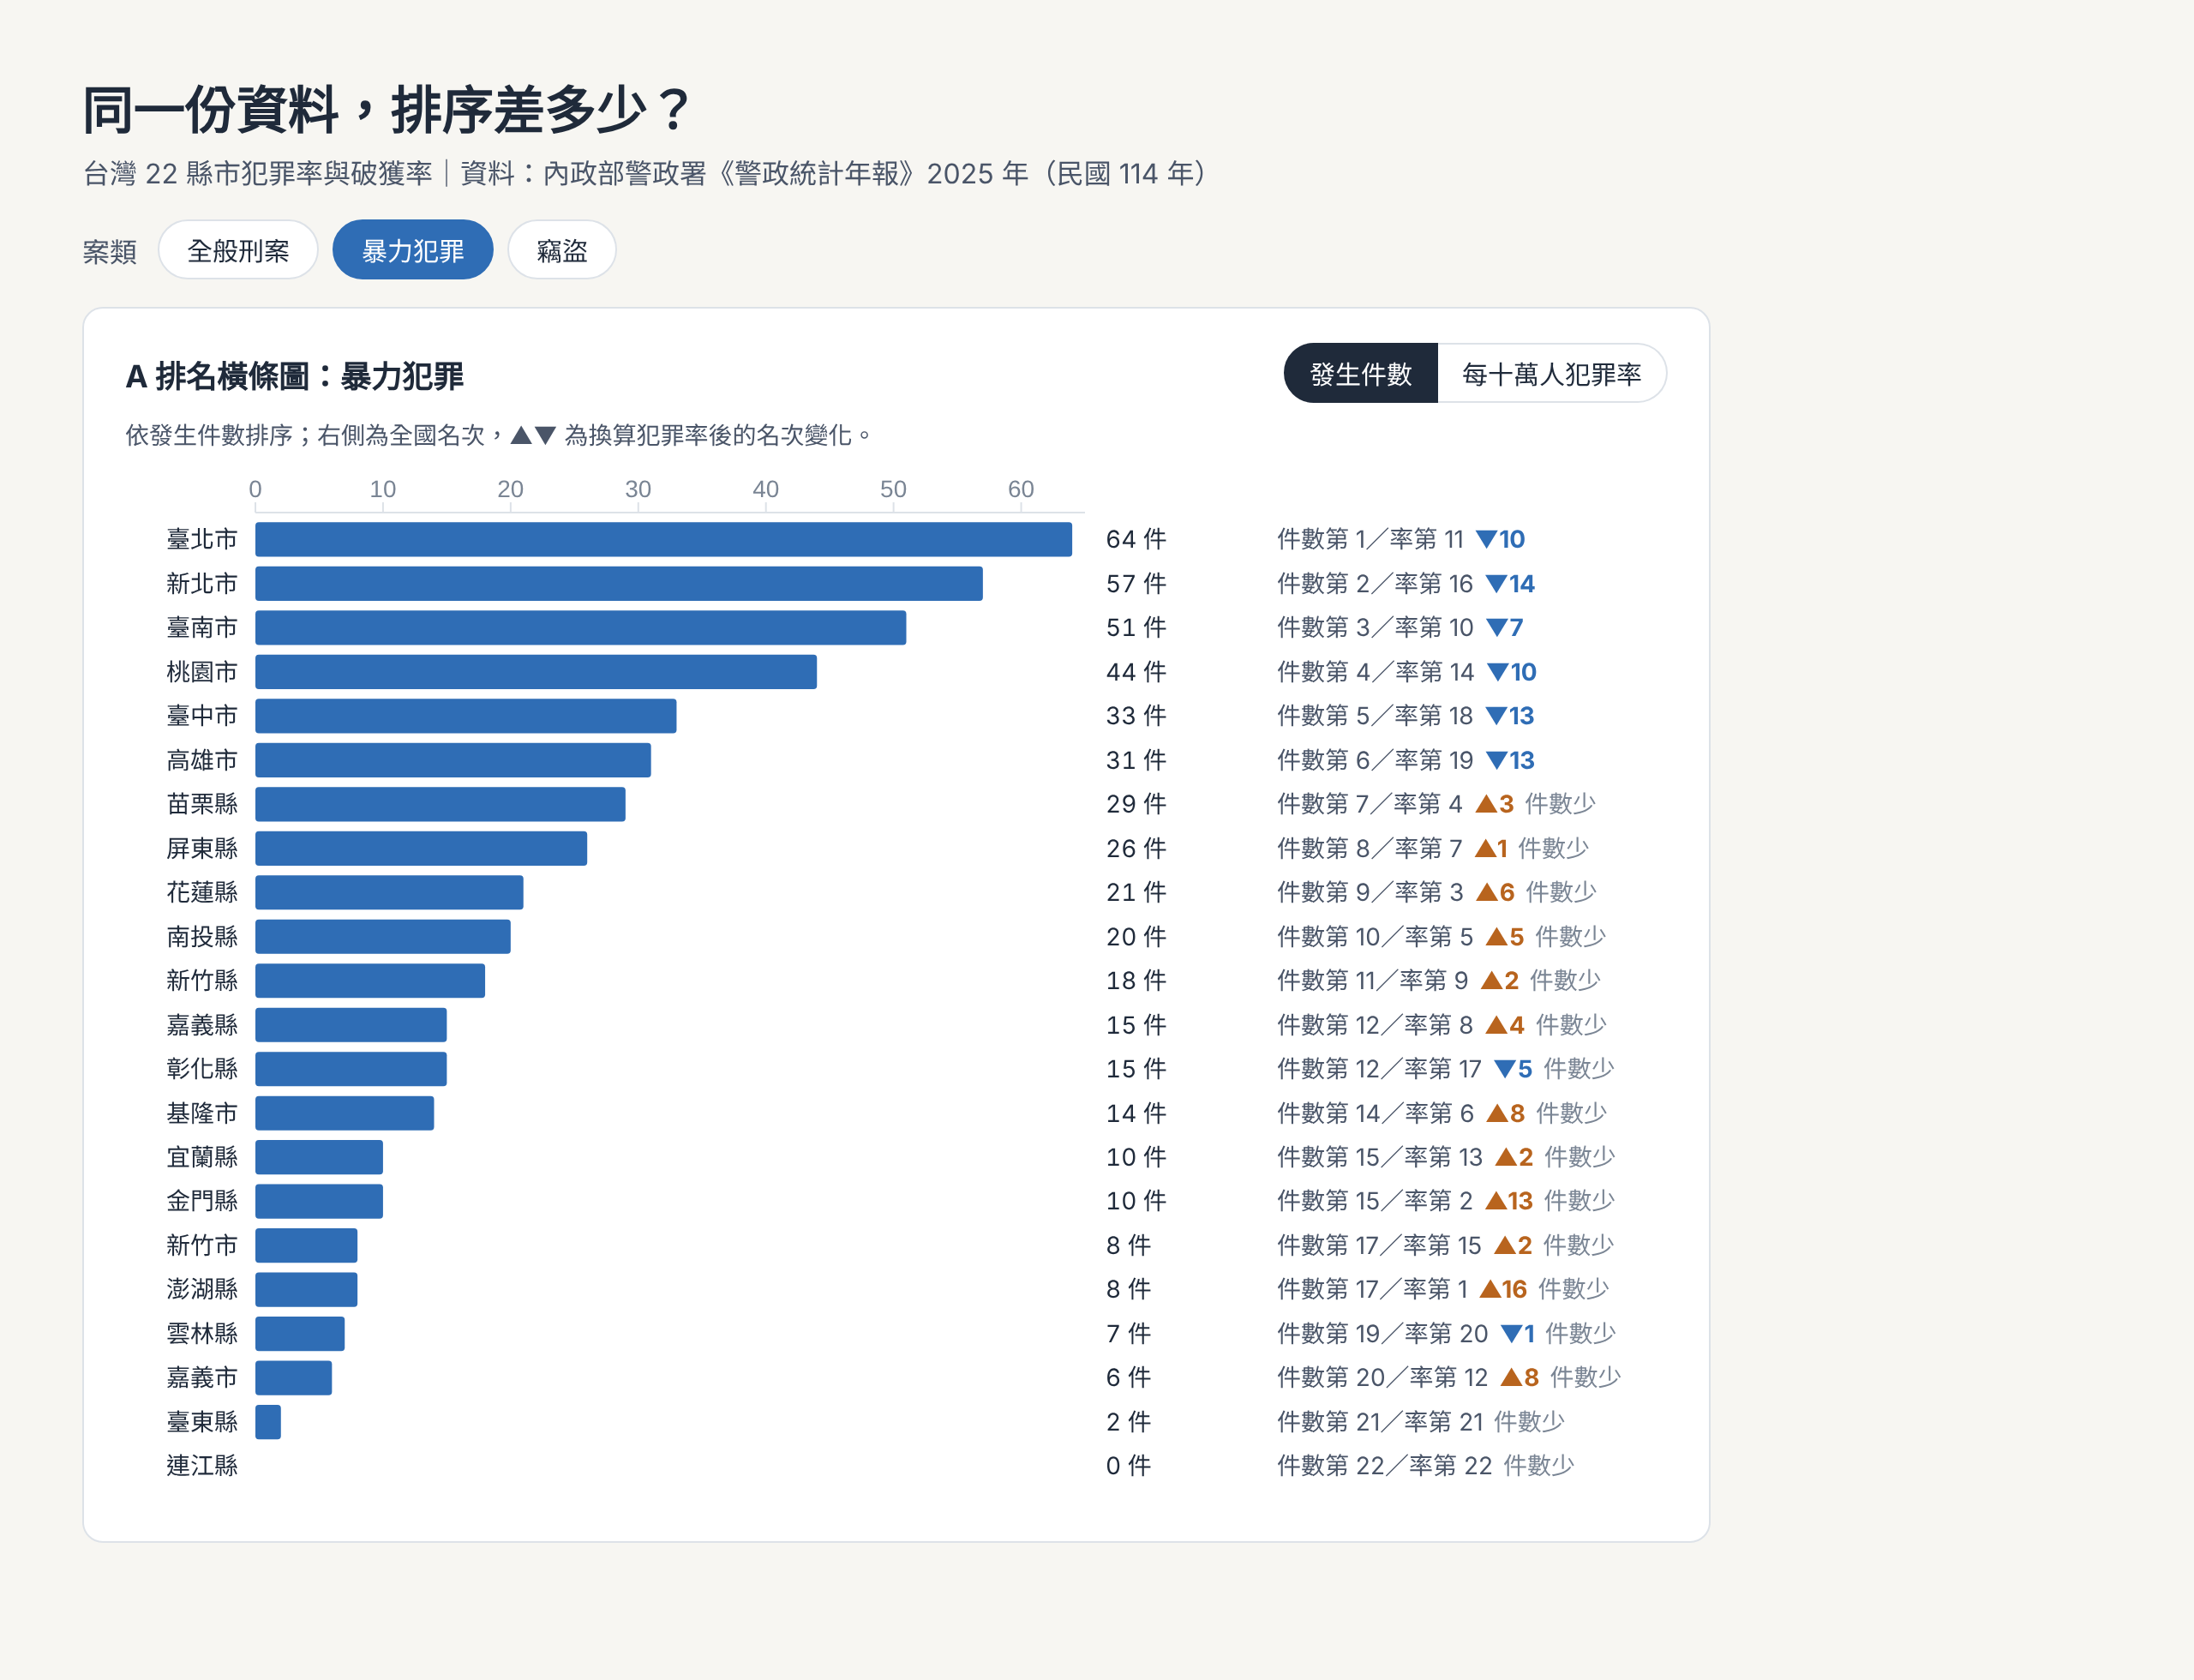 同一份資料，排序差多少？
台灣 22 縣市犯罪率與破獲率｜資料：內政部警政署《警政統計年報》2025 年（民國 114 年）
案類 全般刑案 暴力犯罪 竊盜
A 排名橫條圖：暴力犯罪
發生件數 每十萬人犯罪率
依發生件數排序；右側為全國名次，▲▼ 為換算犯罪率後的名次變化。
0 10 20 30 40 50 60
臺北市 64 件 件數第 1／率第 11 ▼10
新北市 57 件 件數第 2／率第 16 ▼14
臺南市 51 件 件數第 3／率第 10 ▼7
桃園市 44 件 件數第 4／率第 14 ▼10
臺中市 33 件 件數第 5／率第 18 ▼13
高雄市 31 件 件數第 6／率第 19 ▼13
苗栗縣 29 件 件數第 7／率第 4 ▲3 件數少
屏東縣 26 件 件數第 8／率第 7 ▲1 件數少
花蓮縣 21 件 件數第 9／率第 3 ▲6 件數少
南投縣 20 件 件數第 10／率第 5 ▲5 件數少
新竹縣 18 件 件數第 11／率第 9 ▲2 件數少
嘉義縣 15 件 件數第 12／率第 8 ▲4 件數少
彰化縣 15 件 件數第 12／率第 17 ▼5 件數少
基隆市 14 件 件數第 14／率第 6 ▲8 件數少
宜蘭縣 10 件 件數第 15／率第 13 ▲2 件數少
金門縣 10 件 件數第 15／率第 2 ▲13 件數少
新竹市 8 件 件數第 17／率第 15 ▲2 件數少
澎湖縣 8 件 件數第 17／率第 1 ▲16 件數少
雲林縣 7 件 件數第 19／率第 20 ▼1 件數少
嘉義市 6 件 件數第 20／率第 12 ▲8 件數少
臺東縣 2 件 件數第 21／率第 21 件數少
連江縣 0 件 件數第 22／率第 22 件數少